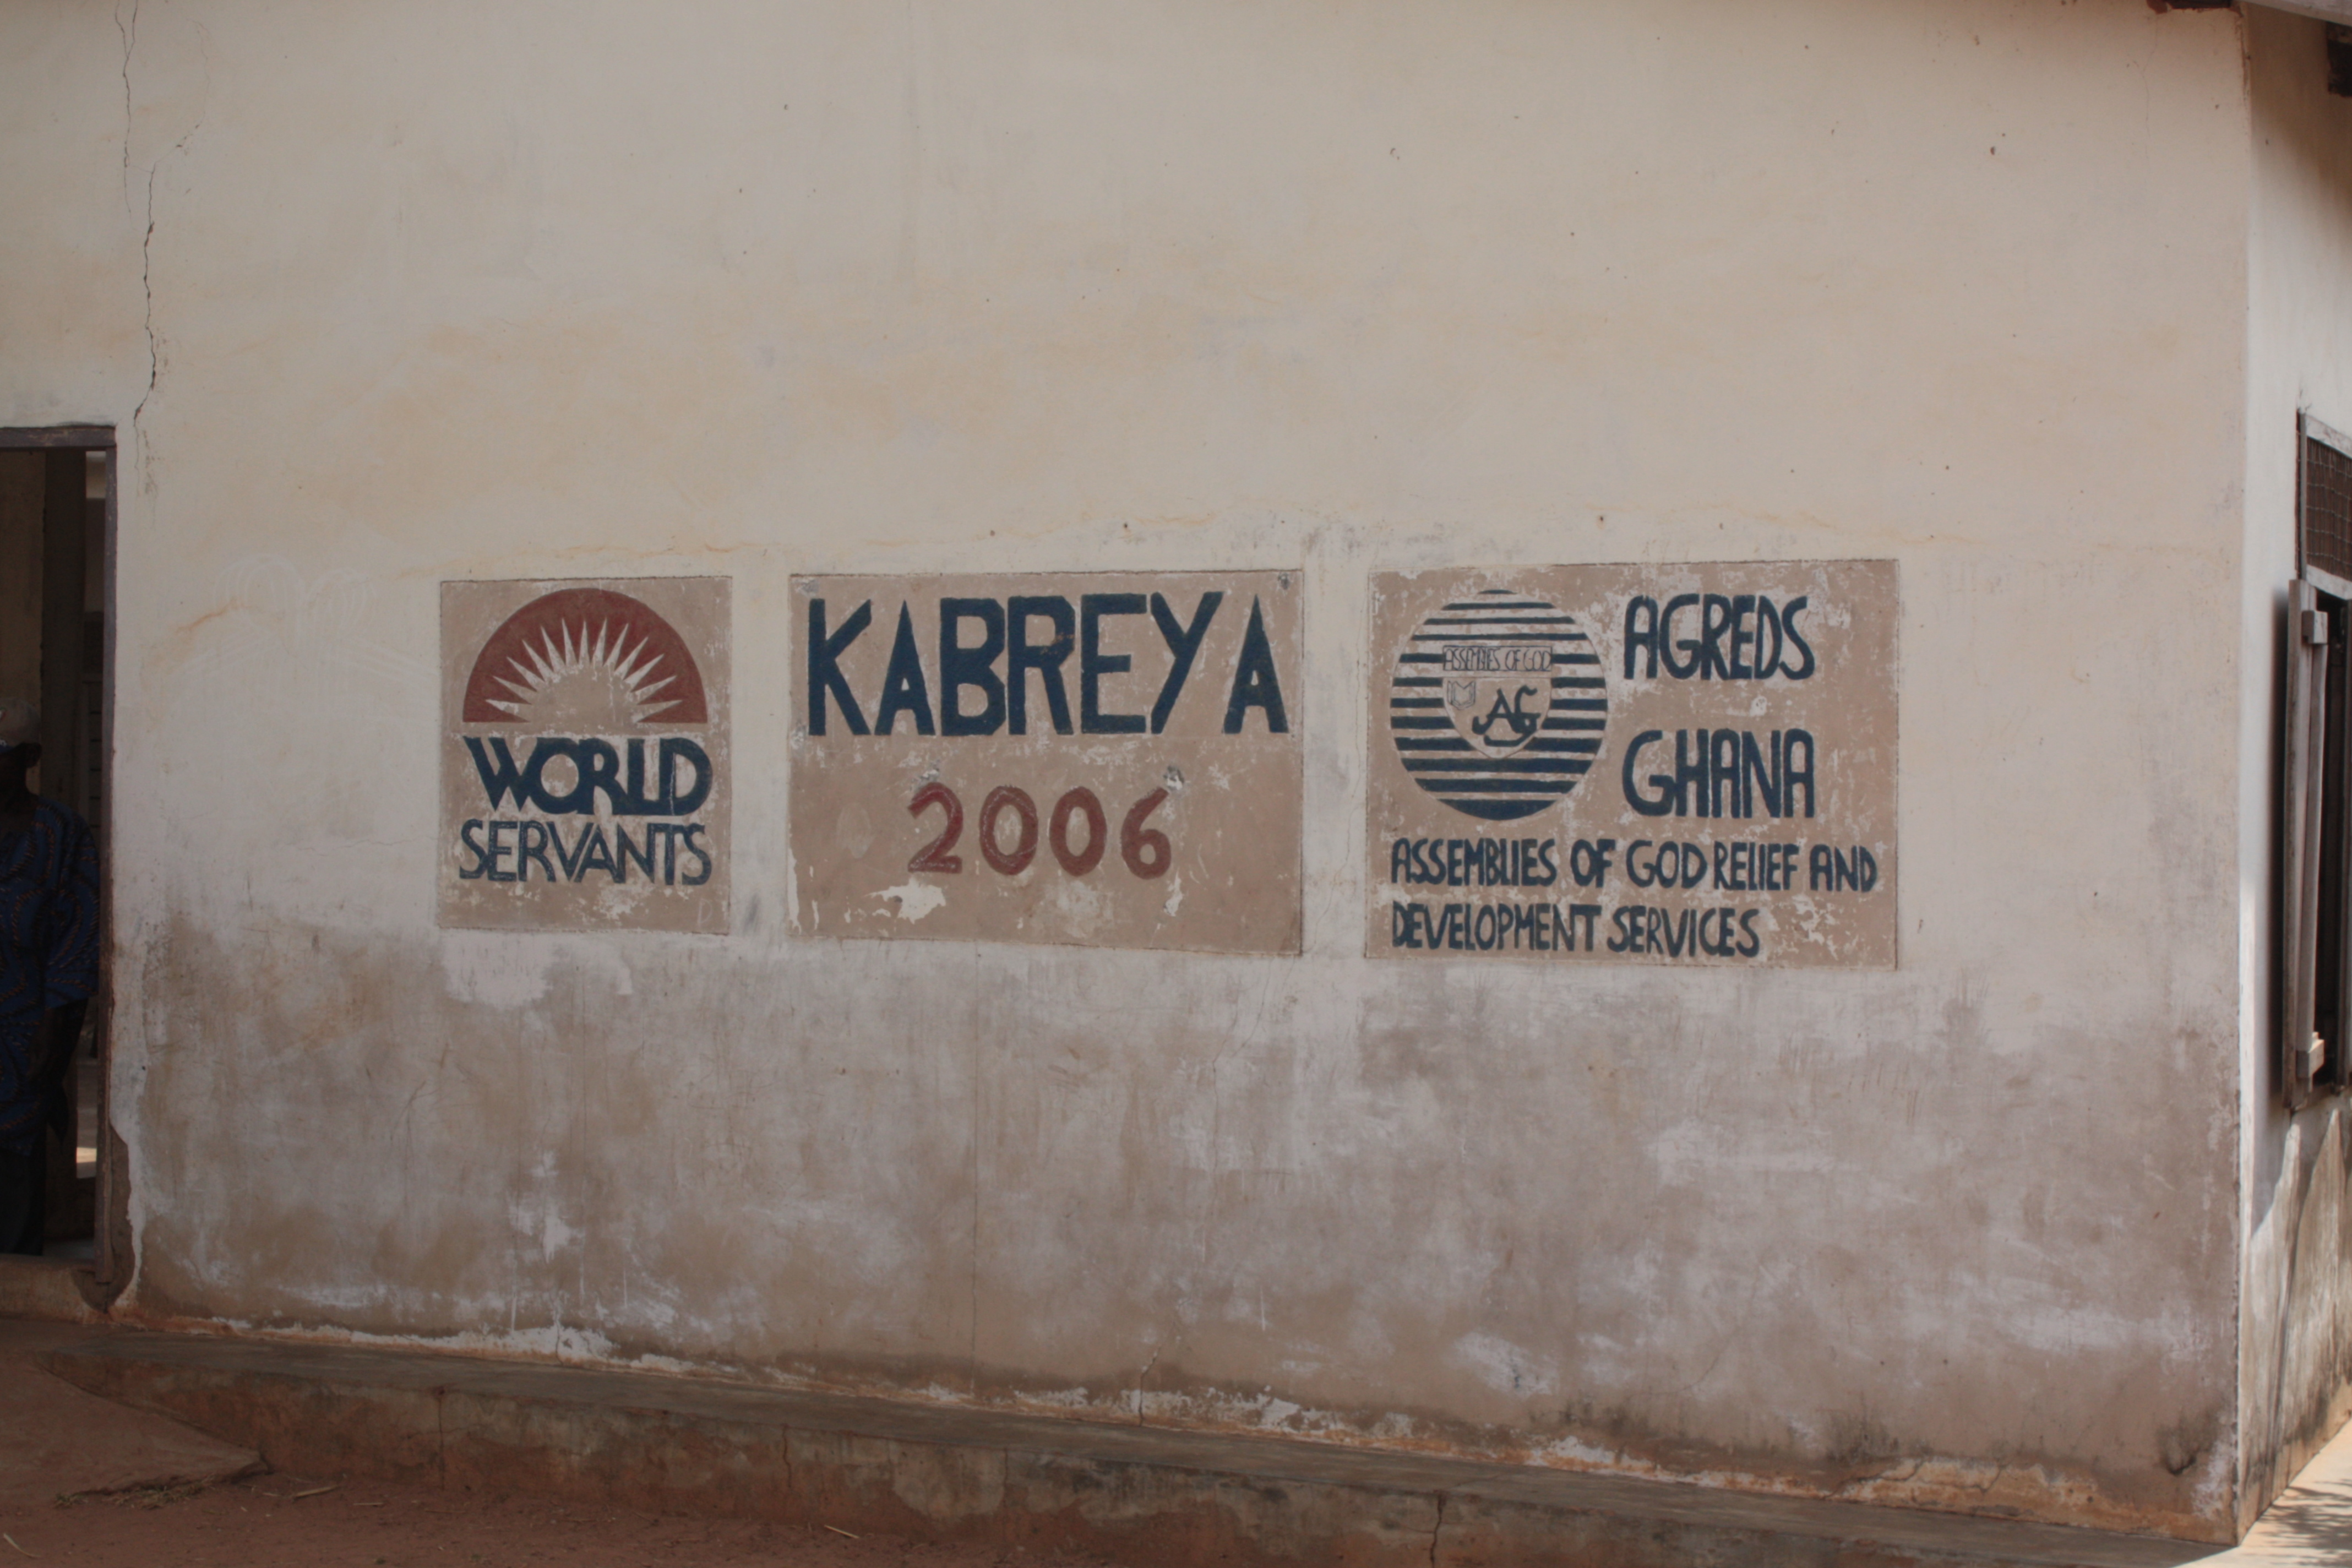 WORLD
SERVANTS
KABREYA
2006
ASSEMBLIES OF GOD
AG
AGREDS
GHANA
ASSEMBLIES OF GOD RELIEF AND
DEVELOPMENT SERVICES